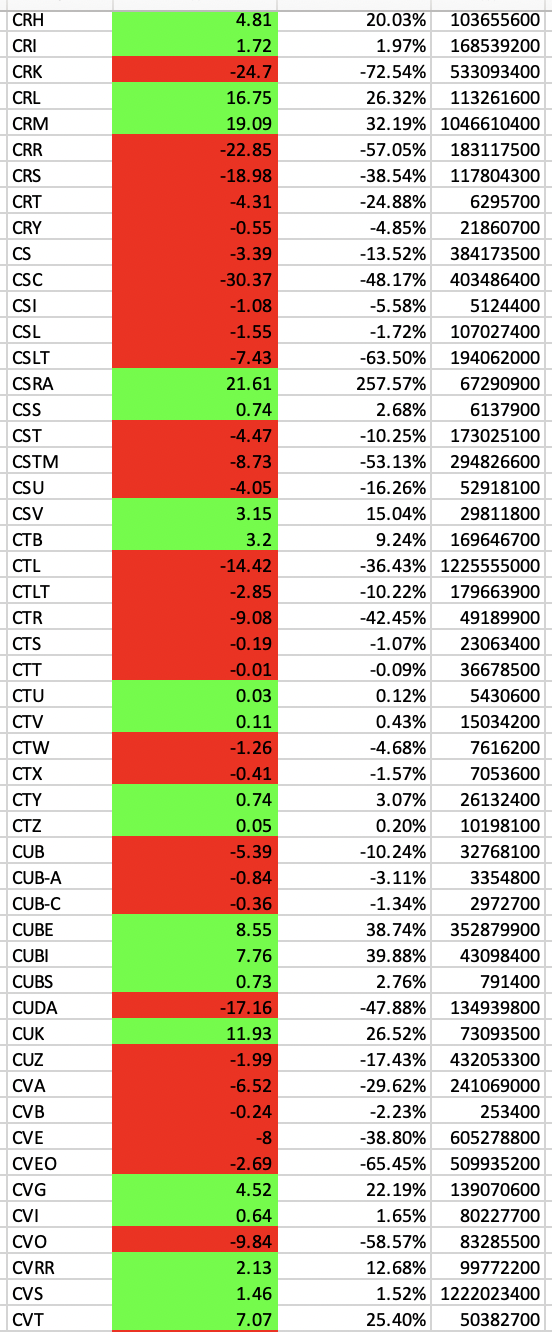 CRH 4.81 20.03% 103655600
CRI 1.72 1.97% 168539200
CRK -24.7 -72.54% 533093400
CRL 16.75 26.32% 113261600
CRM 19.09 32.19% 1046610400
CRR -22.85 -57.05% 183117500
CRS -18.98 -38.54% 117804300
CRT -4.31 -24.88% 6295700
CRY -0.55 -4.85% 21860700
CS -3.39 -13.52% 384173500
CSC -30.37 -48.17% 403486400
CSI -1.08 -5.58% 5124400
CSL -1.55 -1.72% 107027400
CSLT -7.43 -63.50% 194062000
CSRA 21.61 257.57% 67290900
CSS 0.74 2.68% 6137900
CST -4.47 -10.25% 173025100
CSTM -8.73 -53.13% 294826600
CSU -4.05 -16.26% 52918100
CSV 3.15 15.04% 29811800
CTB 3.2 9.24% 169646700
CTL -14.42 -36.43% 1225555000
CTLT -2.85 -10.22% 179663900
CTR -9.08 -42.45% 49189900
CTS -0.19 -1.07% 23063400
CTT -0.01 -0.09% 36678500
CTU 0.03 0.12% 5430600
CTV 0.11 0.43% 15034200
CTW -1.26 -4.68% 7616200
CTX -0.41 -1.57% 7053600
CTY 0.74 3.07% 26132400
CTZ 0.05 0.20% 10198100
CUB -5.39 -10.24% 32768100
CUB-A -0.84 -3.11% 3354800
CUB-C -0.36 -1.34% 2972700
CUBE 8.55 38.74% 352879900
CUBI 7.76 39.88% 43098400
CUBS 0.73 2.76% 791400
CUDA -17.16 -47.88% 134939800
CUK 11.93 26.52% 73093500
CUZ -1.99 -17.43% 432053300
CVA -6.52 -29.62% 241069000
CVB -0.24 -2.23% 253400
CVE -8 -38.80% 605278800
CVEO -2.69 -65.45% 509935200
CVG 4.52 22.19% 139070600
CVI 0.64 1.65% 80227700
CVO -9.84 -58.57% 83285500
CVRR 2.13 12.68% 99772200
CVS 1.46 1.52% 1222023400
CVT 7.07 25.40% 50382700